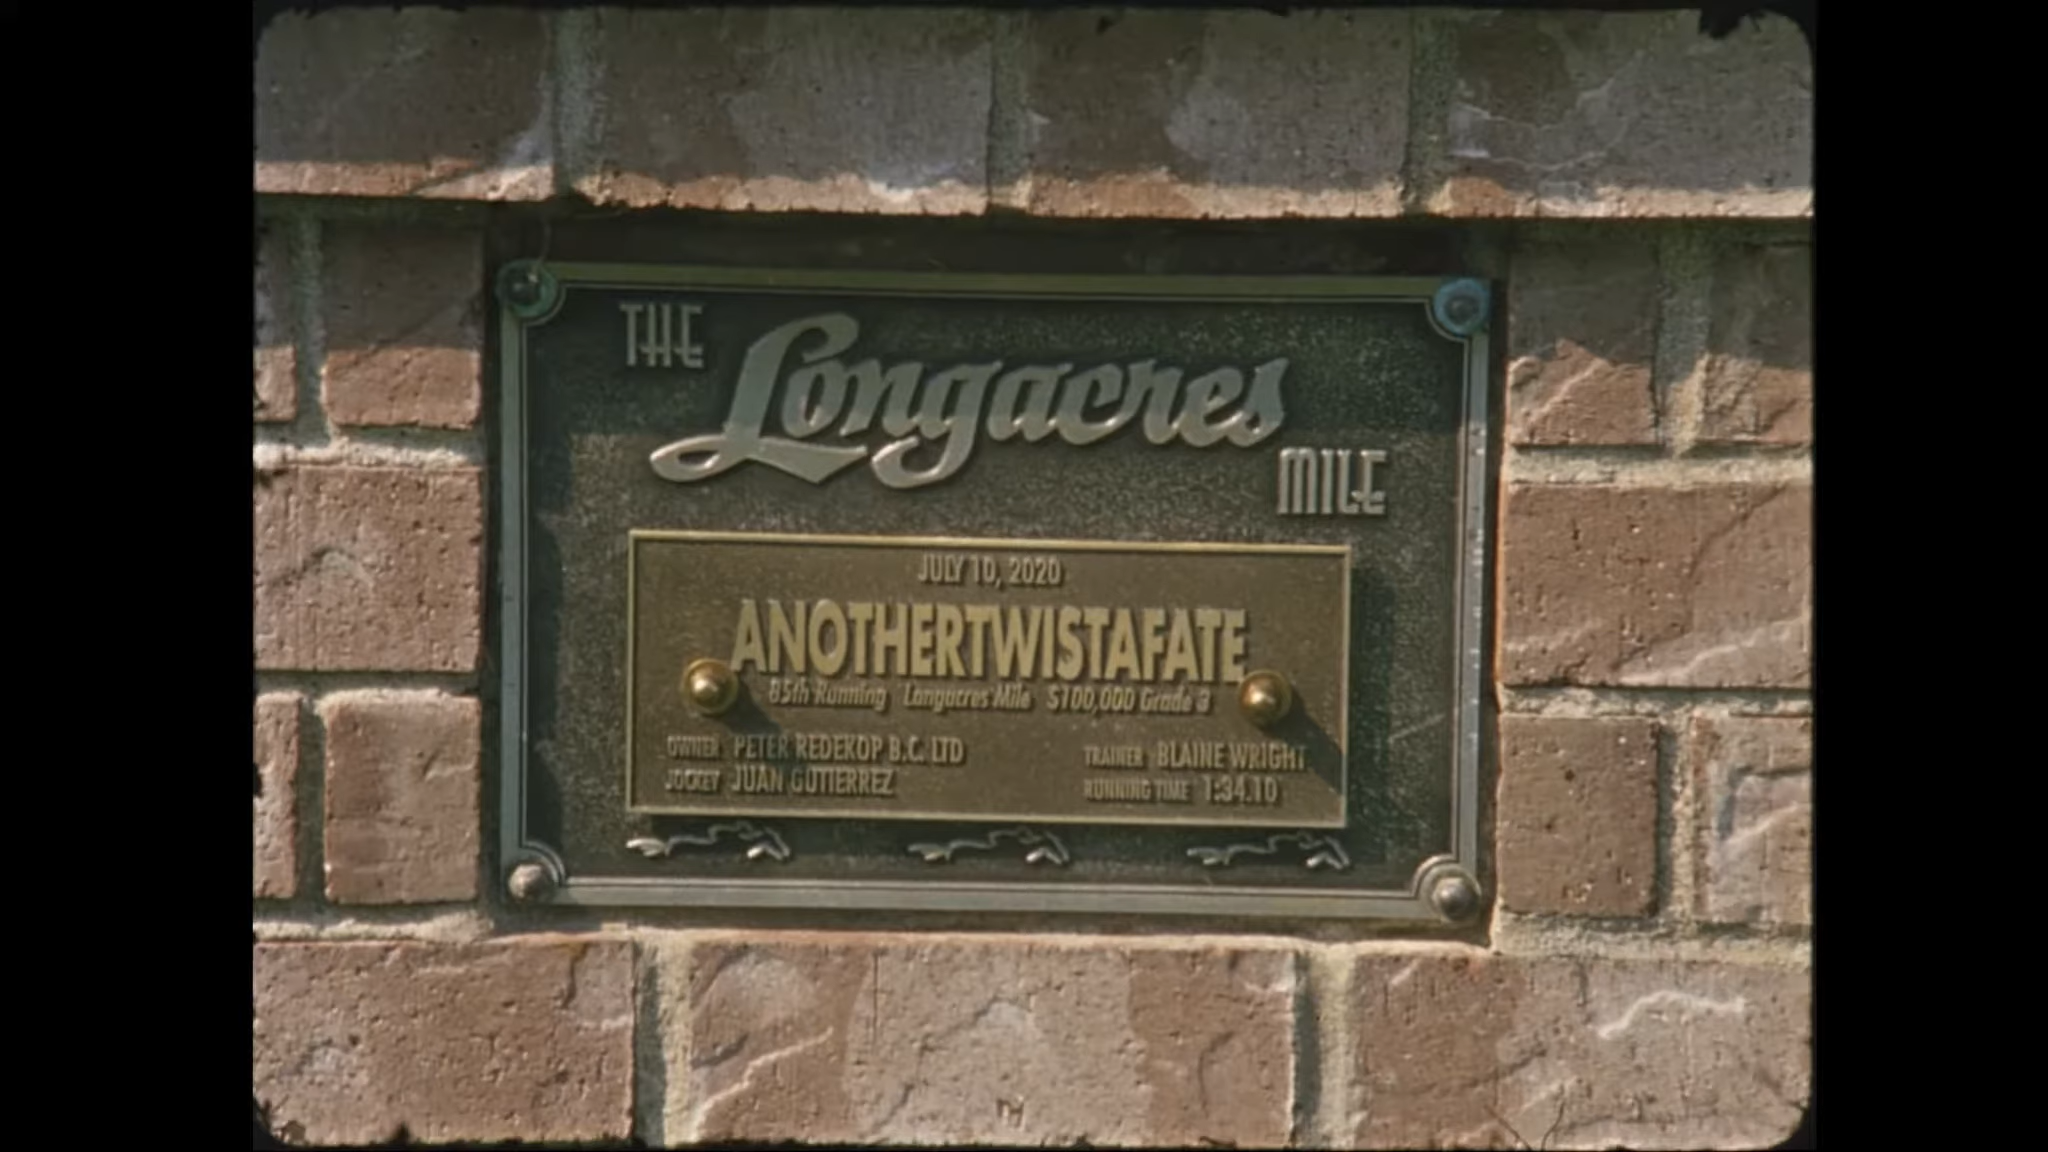 THE Longacres MILE
JULY 10, 2020
ANOTHERTWISTAFATE
85th Running Longacres Mile $100,000 Grade 3
OWNER PETER REDEKOP B.C. LTD
TRAINER BLAINE WRIGHT
JOCKEY JUAN GUTIERREZ
RUNNING TIME 1:34.10